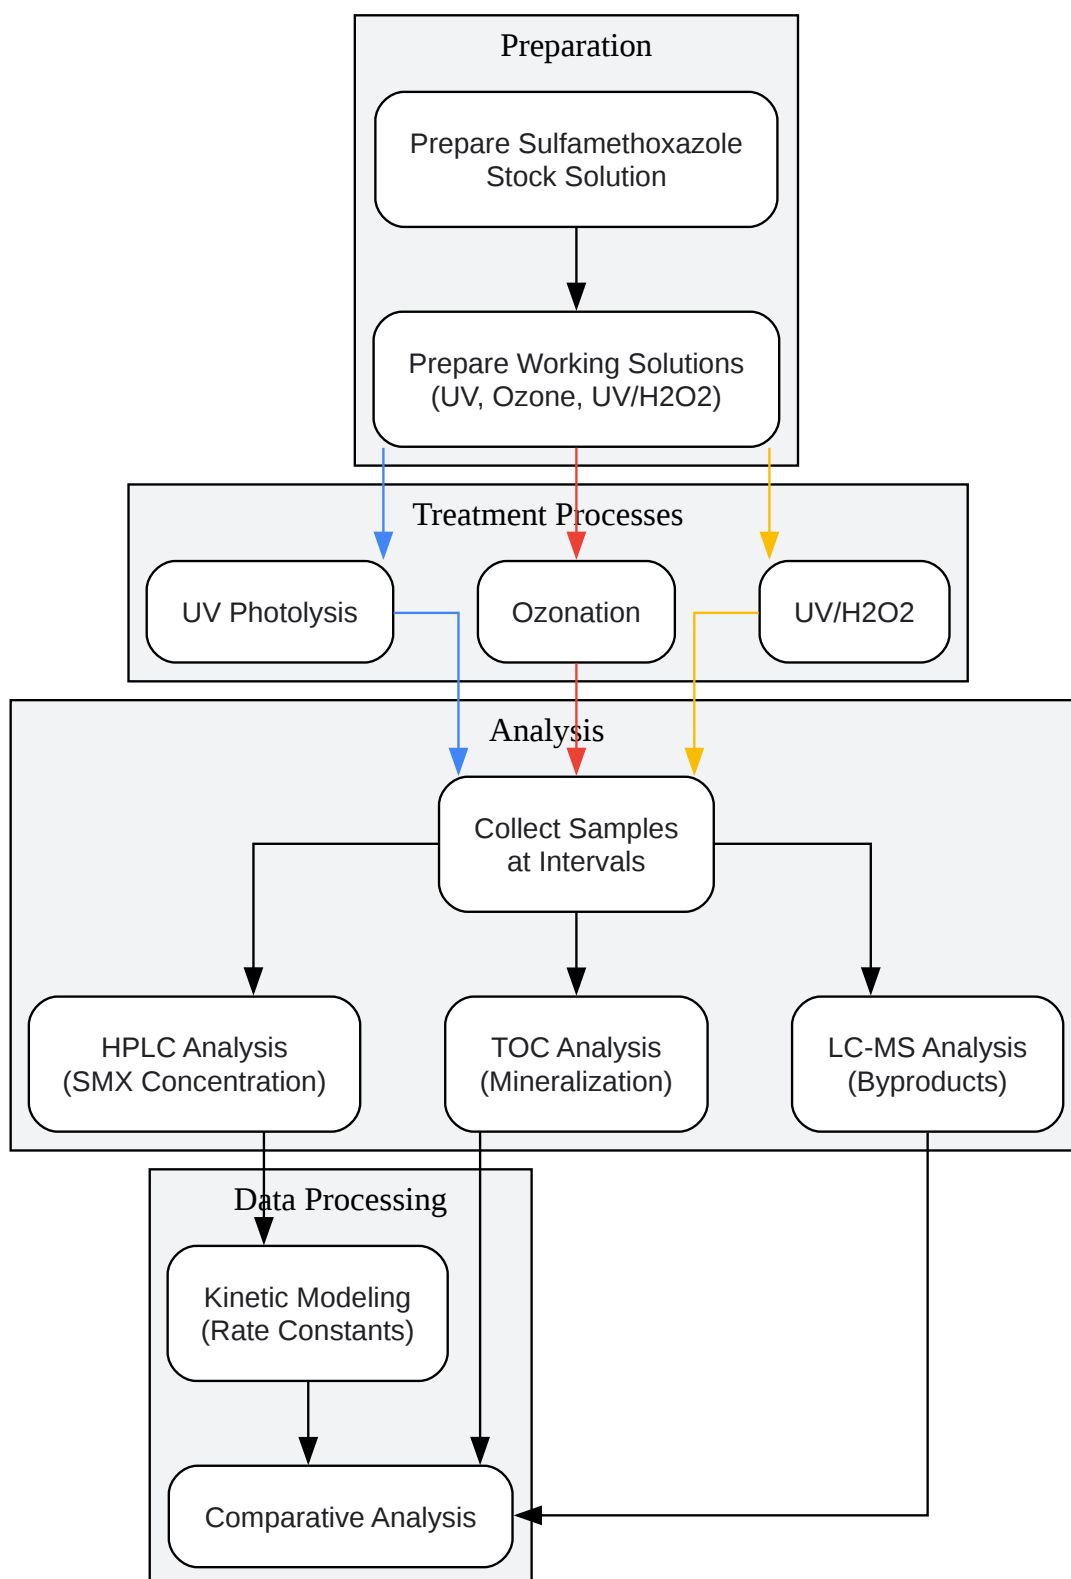 Preparation
Prepare Sulfamethoxazole
Stock Solution
Prepare Working Solutions
(UV, Ozone, UV/H2O2)
Treatment Processes
UV Photolysis
Ozonation
UV/H2O2
Analysis
Collect Samples
at Intervals
HPLC Analysis
(SMX Concentration)
TOC Analysis
(Mineralization)
LC-MS Analysis
(Byproducts)
Data Processing
Kinetic Modeling
(Rate Constants)
Comparative Analysis